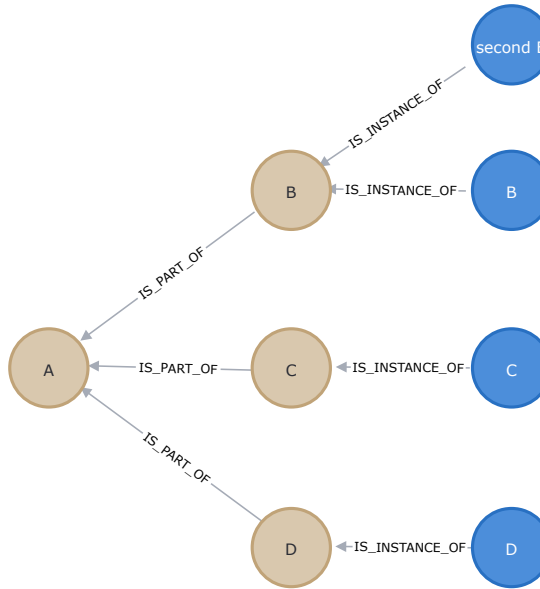 second
IS_INSTANCE_OF
B
IS_INSTANCE_OF
B
IS_PART_OF
A
IS_PART_OF
C
IS_INSTANCE_OF
C
IS_PART_OF
D
IS_INSTANCE_OF
D